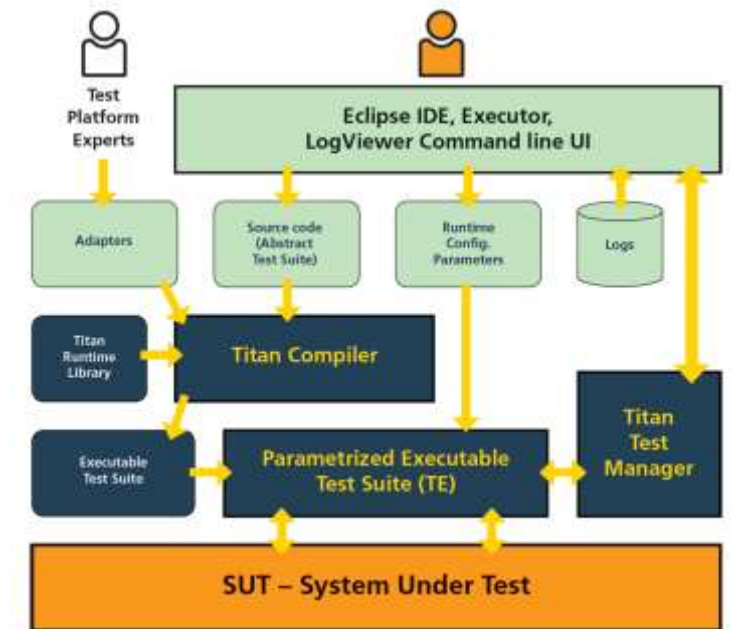 Test
Platform
Experts
Eclipse IDE, Executor,
LogViewer Command line UI
Adapters
Source code
(Abstract
Test Suite)
Runtime
Config.
Parameters
Logs
Titan
Runtime
Library
Titan Compiler
Titan
Test
Manager
Executable
Test Suite
Parametrized Executable
Test Suite (TE)
SUT – System Under Test